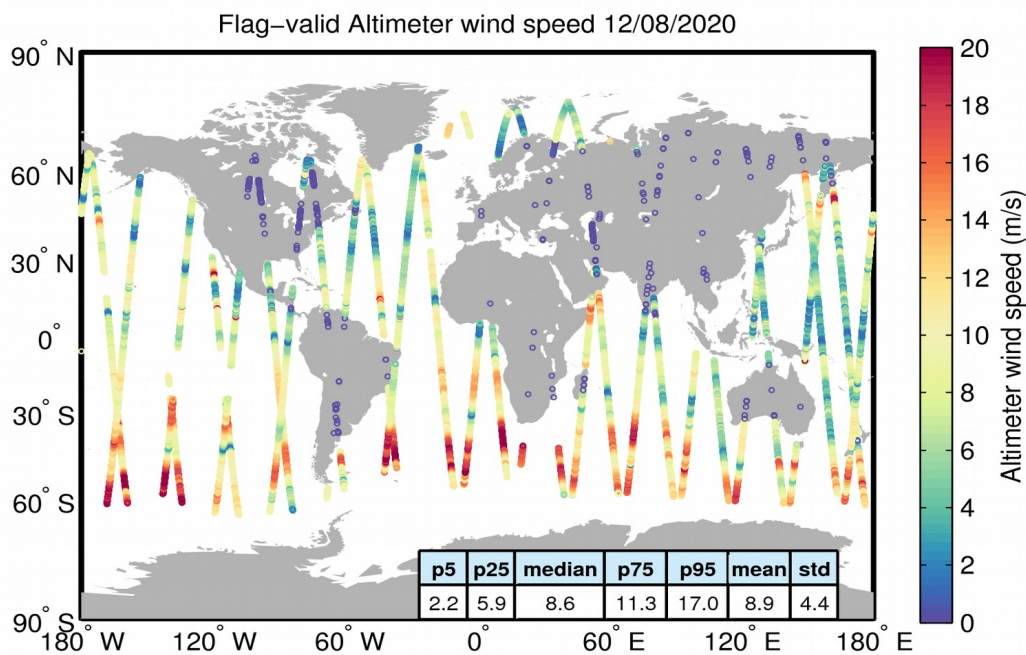 Flag-valid Altimeter wind speed 12/08/2020
90° N
60° N
30° N
0°
30° S
60° S
90° S
180° W
120° W
60° W
0°
60° E
120° E
180° E
p5 p25 median p75 p95 mean std
2.2 5.9 8.6 11.3 17.0 8.9 4.4
20
18
16
14
12
10
8
6
4
2
0
Altimeter wind speed (m/s)